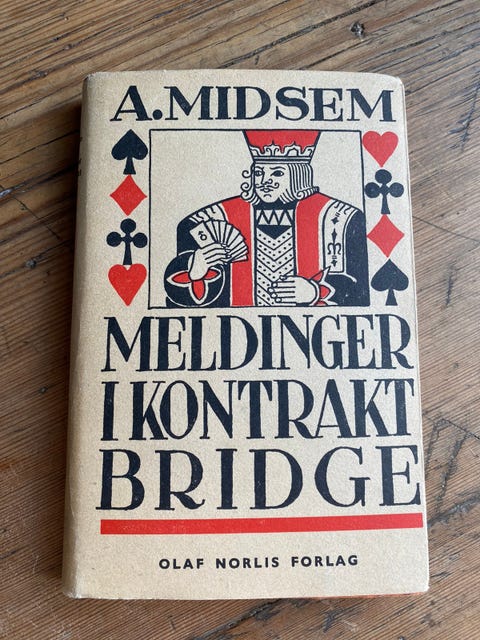 A. MIDSEM
MELDINGER
I KONTRAKT
BRIDGE
OLAF NORLIS FORLAG